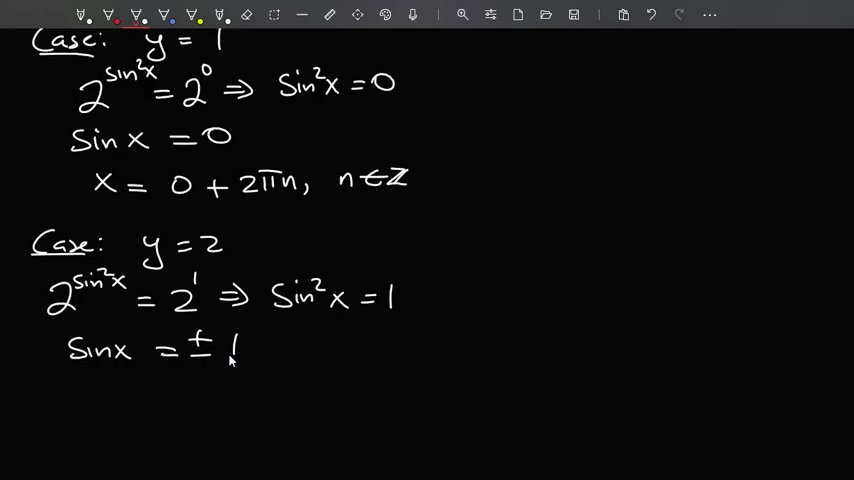 Case: y = 1
2^{sin²x} = 2^0 ⇒ sin²x = 0
sin x = 0
x = 0 + 2πn, n∈ℤ
Case: y = 2
2^{sin²x} = 2^1 ⇒ sin²x = 1
sinx = ± 1